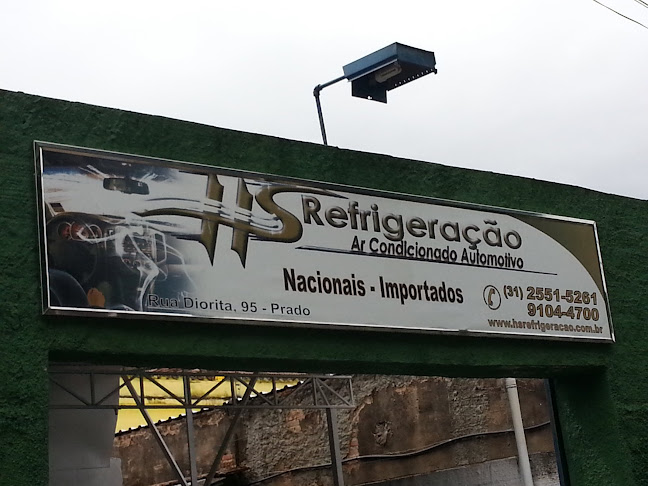 HS Refrigeração
Ar Condicionado Automotivo
Nacionais - Importados
Rua Diorita, 95 - Prado
(31) 2551-5261
9104-4700
www.hsrefrigeracao.com.br